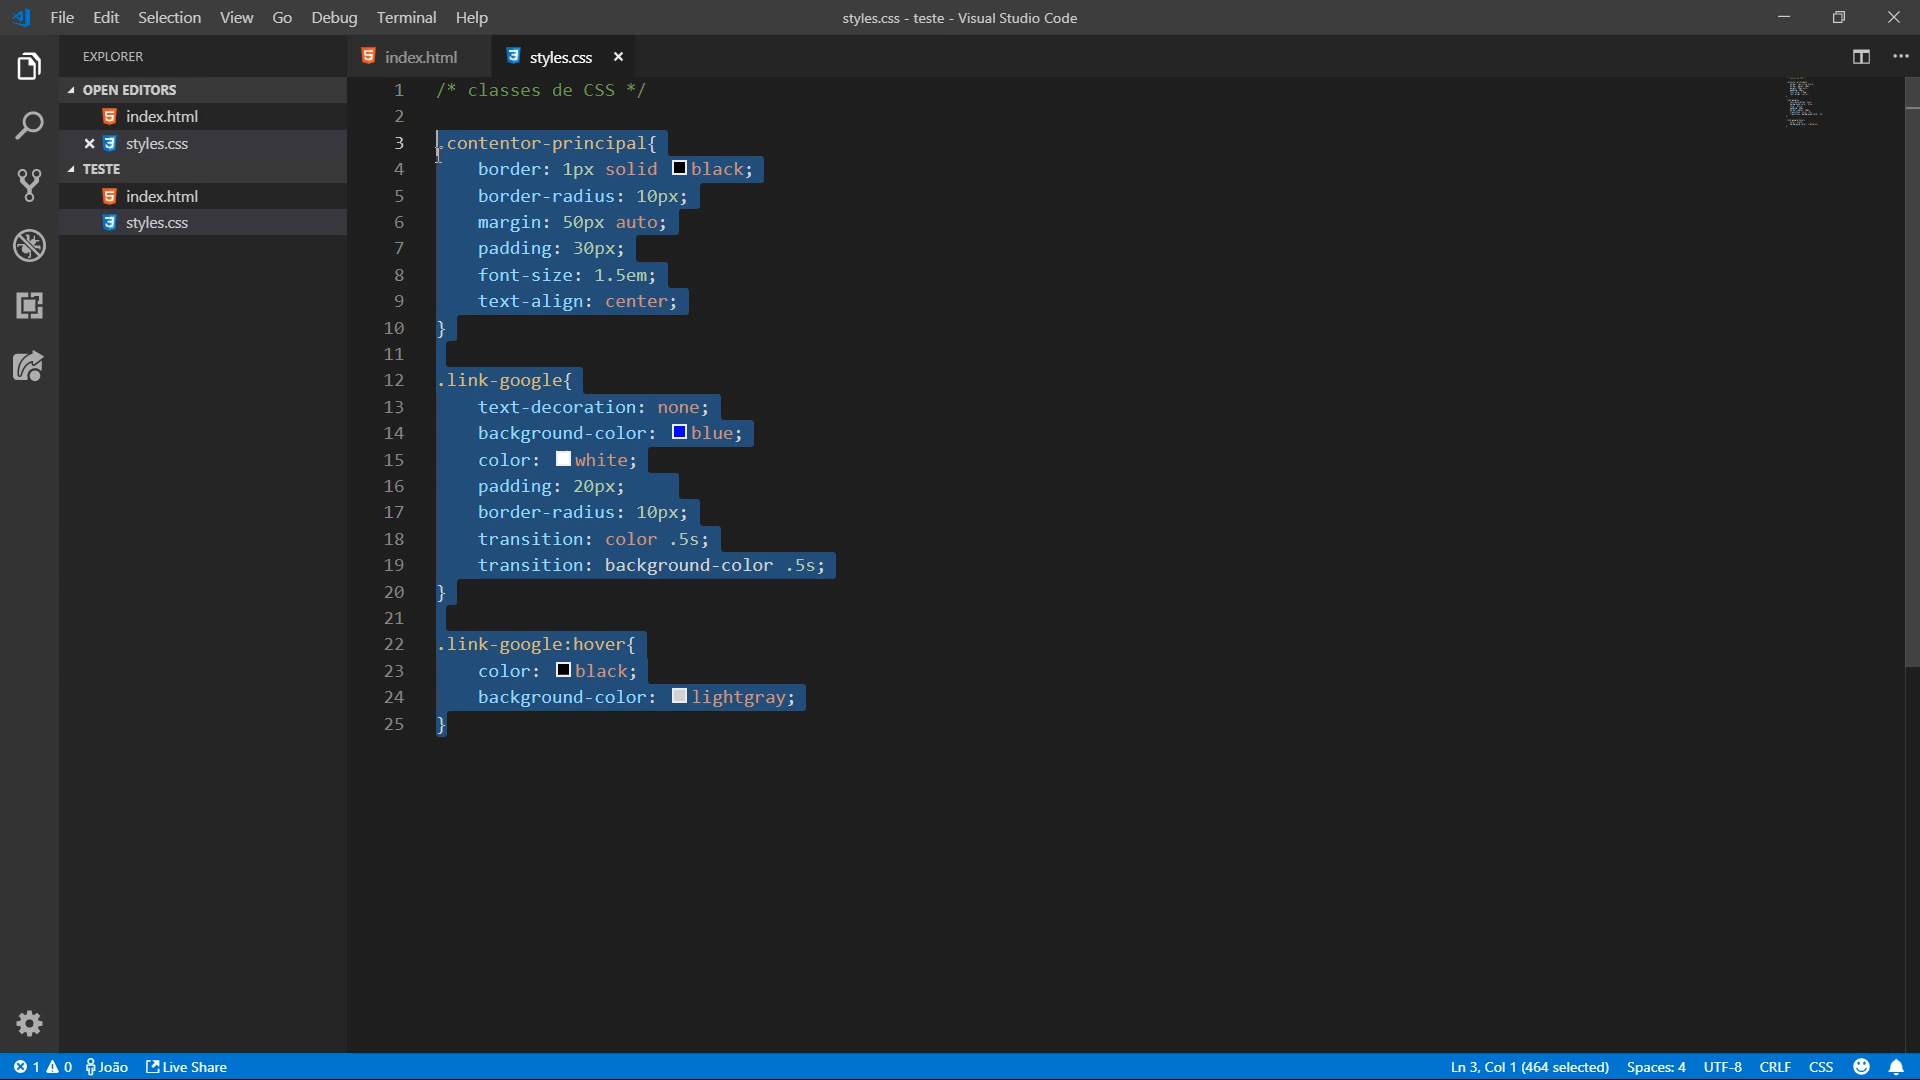 File Edit Selection View Go Debug Terminal Help
styles.css - teste - Visual Studio Code
EXPLORER
OPEN EDITORS
index.html
styles.css
TESTE
index.html
styles.css
index.html styles.css
1 /* classes de CSS */
2
3 .contentor-principal{
4 border: 1px solid black;
5 border-radius: 10px;
6 margin: 50px auto;
7 padding: 30px;
8 font-size: 1.5em;
9 text-align: center;
10 }
11
12 .link-google{
13 text-decoration: none;
14 background-color: blue;
15 color: white;
16 padding: 20px;
17 border-radius: 10px;
18 transition: color .5s;
19 transition: background-color .5s;
20 }
21
22 .link-google:hover{
23 color: black;
24 background-color: lightgray;
25 }
1 0 João Live Share
Ln 3, Col 1 (464 selected) Spaces: 4 UTF-8 CRLF CSS